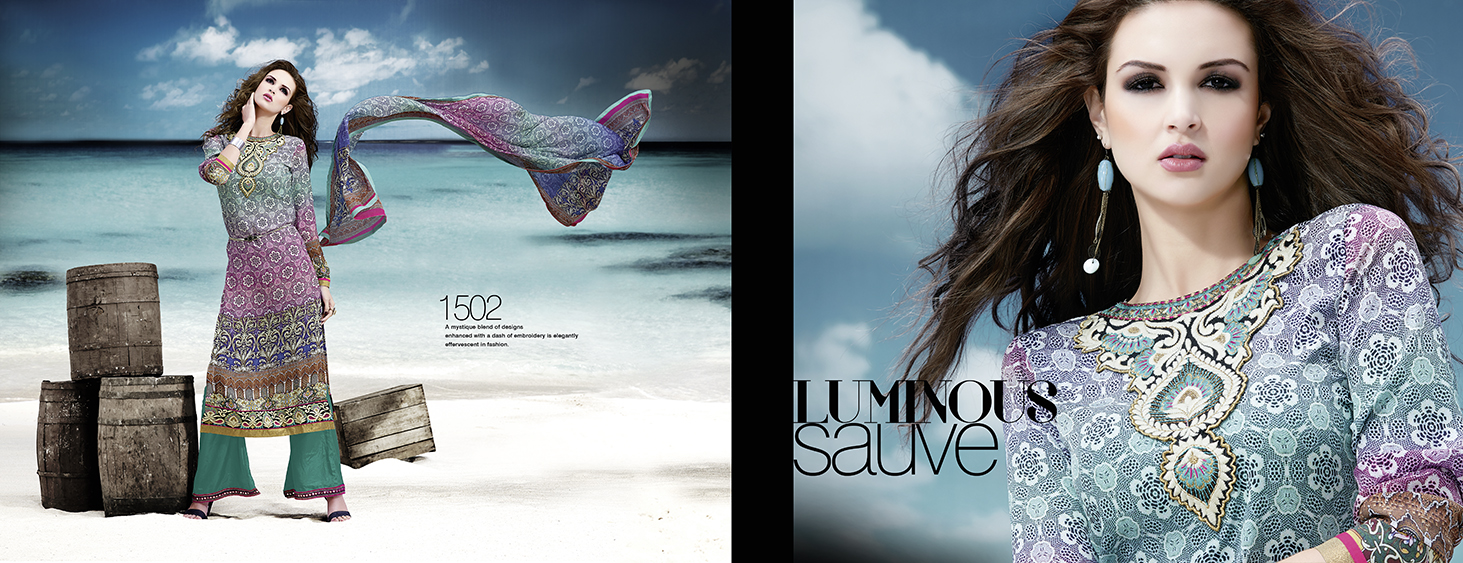 1502
A mystique blend of designs
enhanced with a dash of embroidery is elegantly
effervescent in fashion.
LUMINOUS
sauve